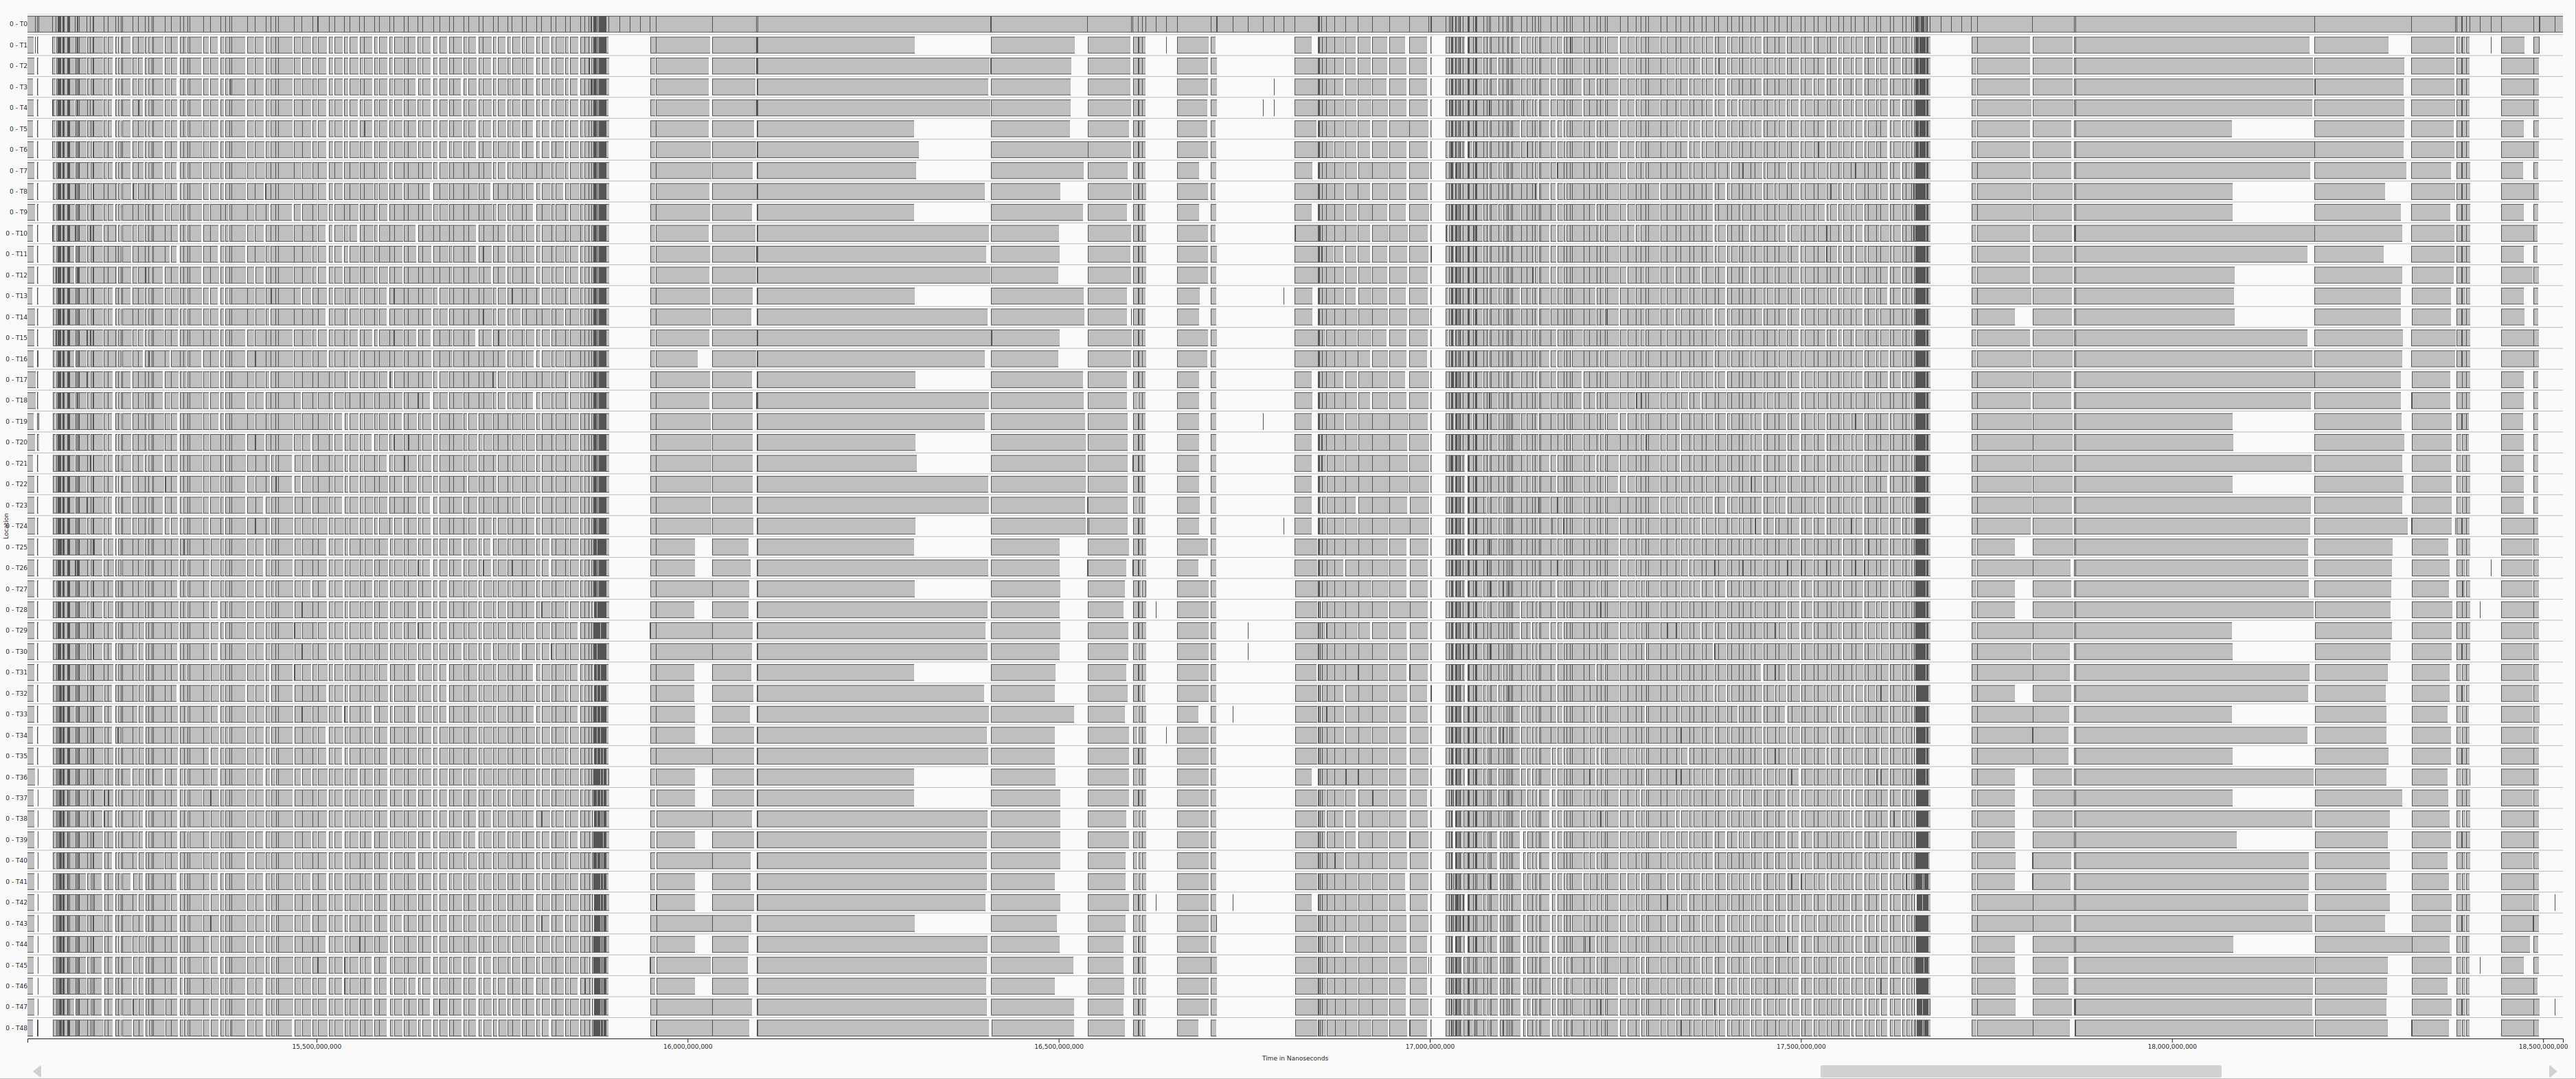 0 - T0
0 - T1
0 - T2
0 - T3
0 - T4
0 - T5
0 - T6
0 - T7
0 - T8
0 - T9
0 - T10
0 - T11
0 - T12
0 - T13
0 - T14
0 - T15
0 - T16
0 - T17
0 - T18
0 - T19
0 - T20
0 - T21
0 - T22
0 - T23
Location
0 - T24
0 - T25
0 - T26
0 - T27
0 - T28
0 - T29
0 - T30
0 - T31
0 - T32
0 - T33
0 - T34
0 - T35
0 - T36
0 - T37
0 - T38
0 - T39
0 - T40
0 - T41
0 - T42
0 - T43
0 - T44
0 - T45
0 - T46
0 - T47
0 - T48
15,500,000,000 16,000,000,000 16,500,000,000 17,000,000,000 17,500,000,000 18,000,000,000 18,500,000,000
Time in Nanoseconds